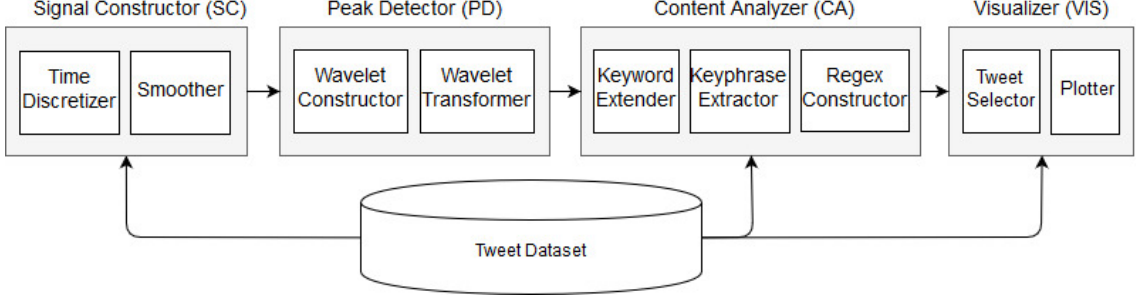 Signal Constructor (SC)
Peak Detector (PD)
Content Analyzer (CA)
Visualizer (VIS)
Time
Discretizer
Smoother
Wavelet
Constructor
Wavelet
Transformer
Keyword
Extender
Keyphrase
Extractor
Regex
Constructor
Tweet
Selector
Plotter
Tweet Dataset